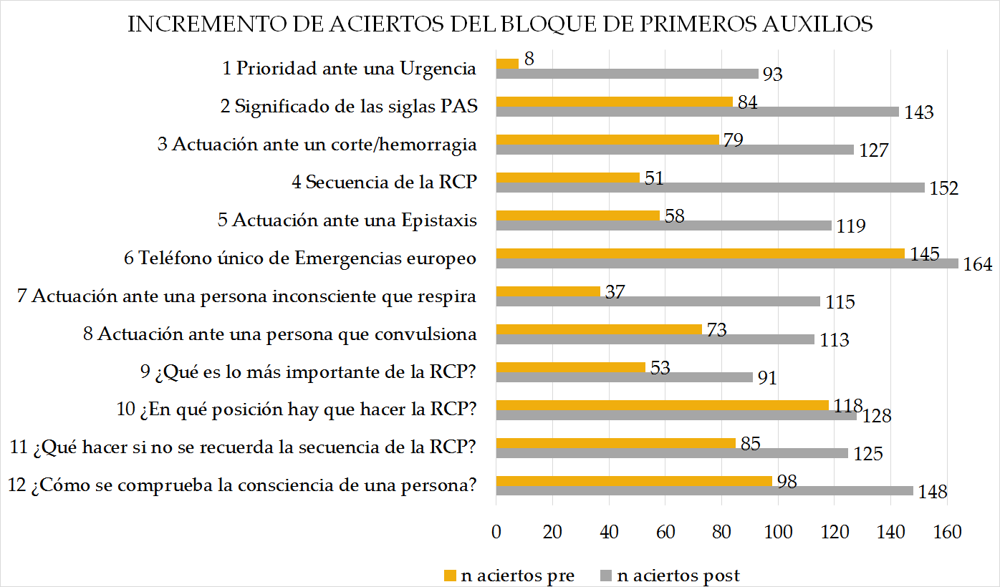 INCREMENTO DE ACIERTOS DEL BLOQUE DE PRIMEROS AUXILIOS
1 Prioridad ante una Urgencia
8
93
2 Significado de las siglas PAS
84
143
3 Actuación ante un corte/hemorragia
79
127
4 Secuencia de la RCP
51
152
5 Actuación ante una Epistaxis
58
119
6 Teléfono único de Emergencias europeo
145
164
7 Actuación ante una persona inconsciente que respira
37
115
8 Actuación ante una persona que convulsiona
73
113
9 ¿Qué es lo más importante de la RCP?
53
91
10 ¿En qué posición hay que hacer la RCP?
118
128
11 ¿Qué hacer si no se recuerda la secuencia de la RCP?
85
125
12 ¿Cómo se comprueba la consciencia de una persona?
98
148
0 20 40 60 80 100 120 140 160
n aciertos pre n aciertos post